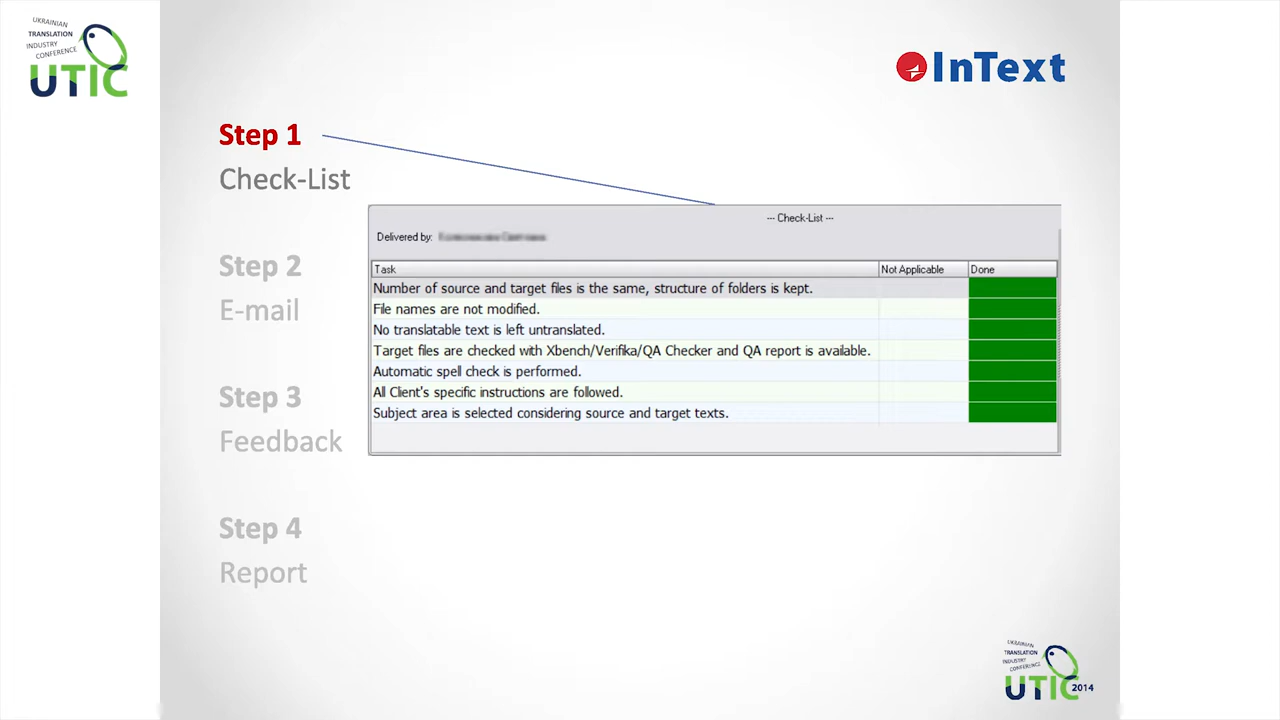 UKRAINIAN
TRANSLATION
INDUSTRY
CONFERENCE
UTIC
InText
Step 1
Check-List
--- Check-List ---
Delivered by:
Task Not Applicable Done
Number of source and target files is the same, structure of folders is kept.
File names are not modified.
No translatable text is left untranslated.
Target files are checked with Xbench/Verifika/QA Checker and QA report is available.
Automatic spell check is performed.
All Client's specific instructions are followed.
Subject area is selected considering source and target texts.
Step 2
E-mail
Step 3
Feedback
Step 4
Report
UKRAINIAN
TRANSLATION
INDUSTRY
CONFERENCE
UTIC 2014